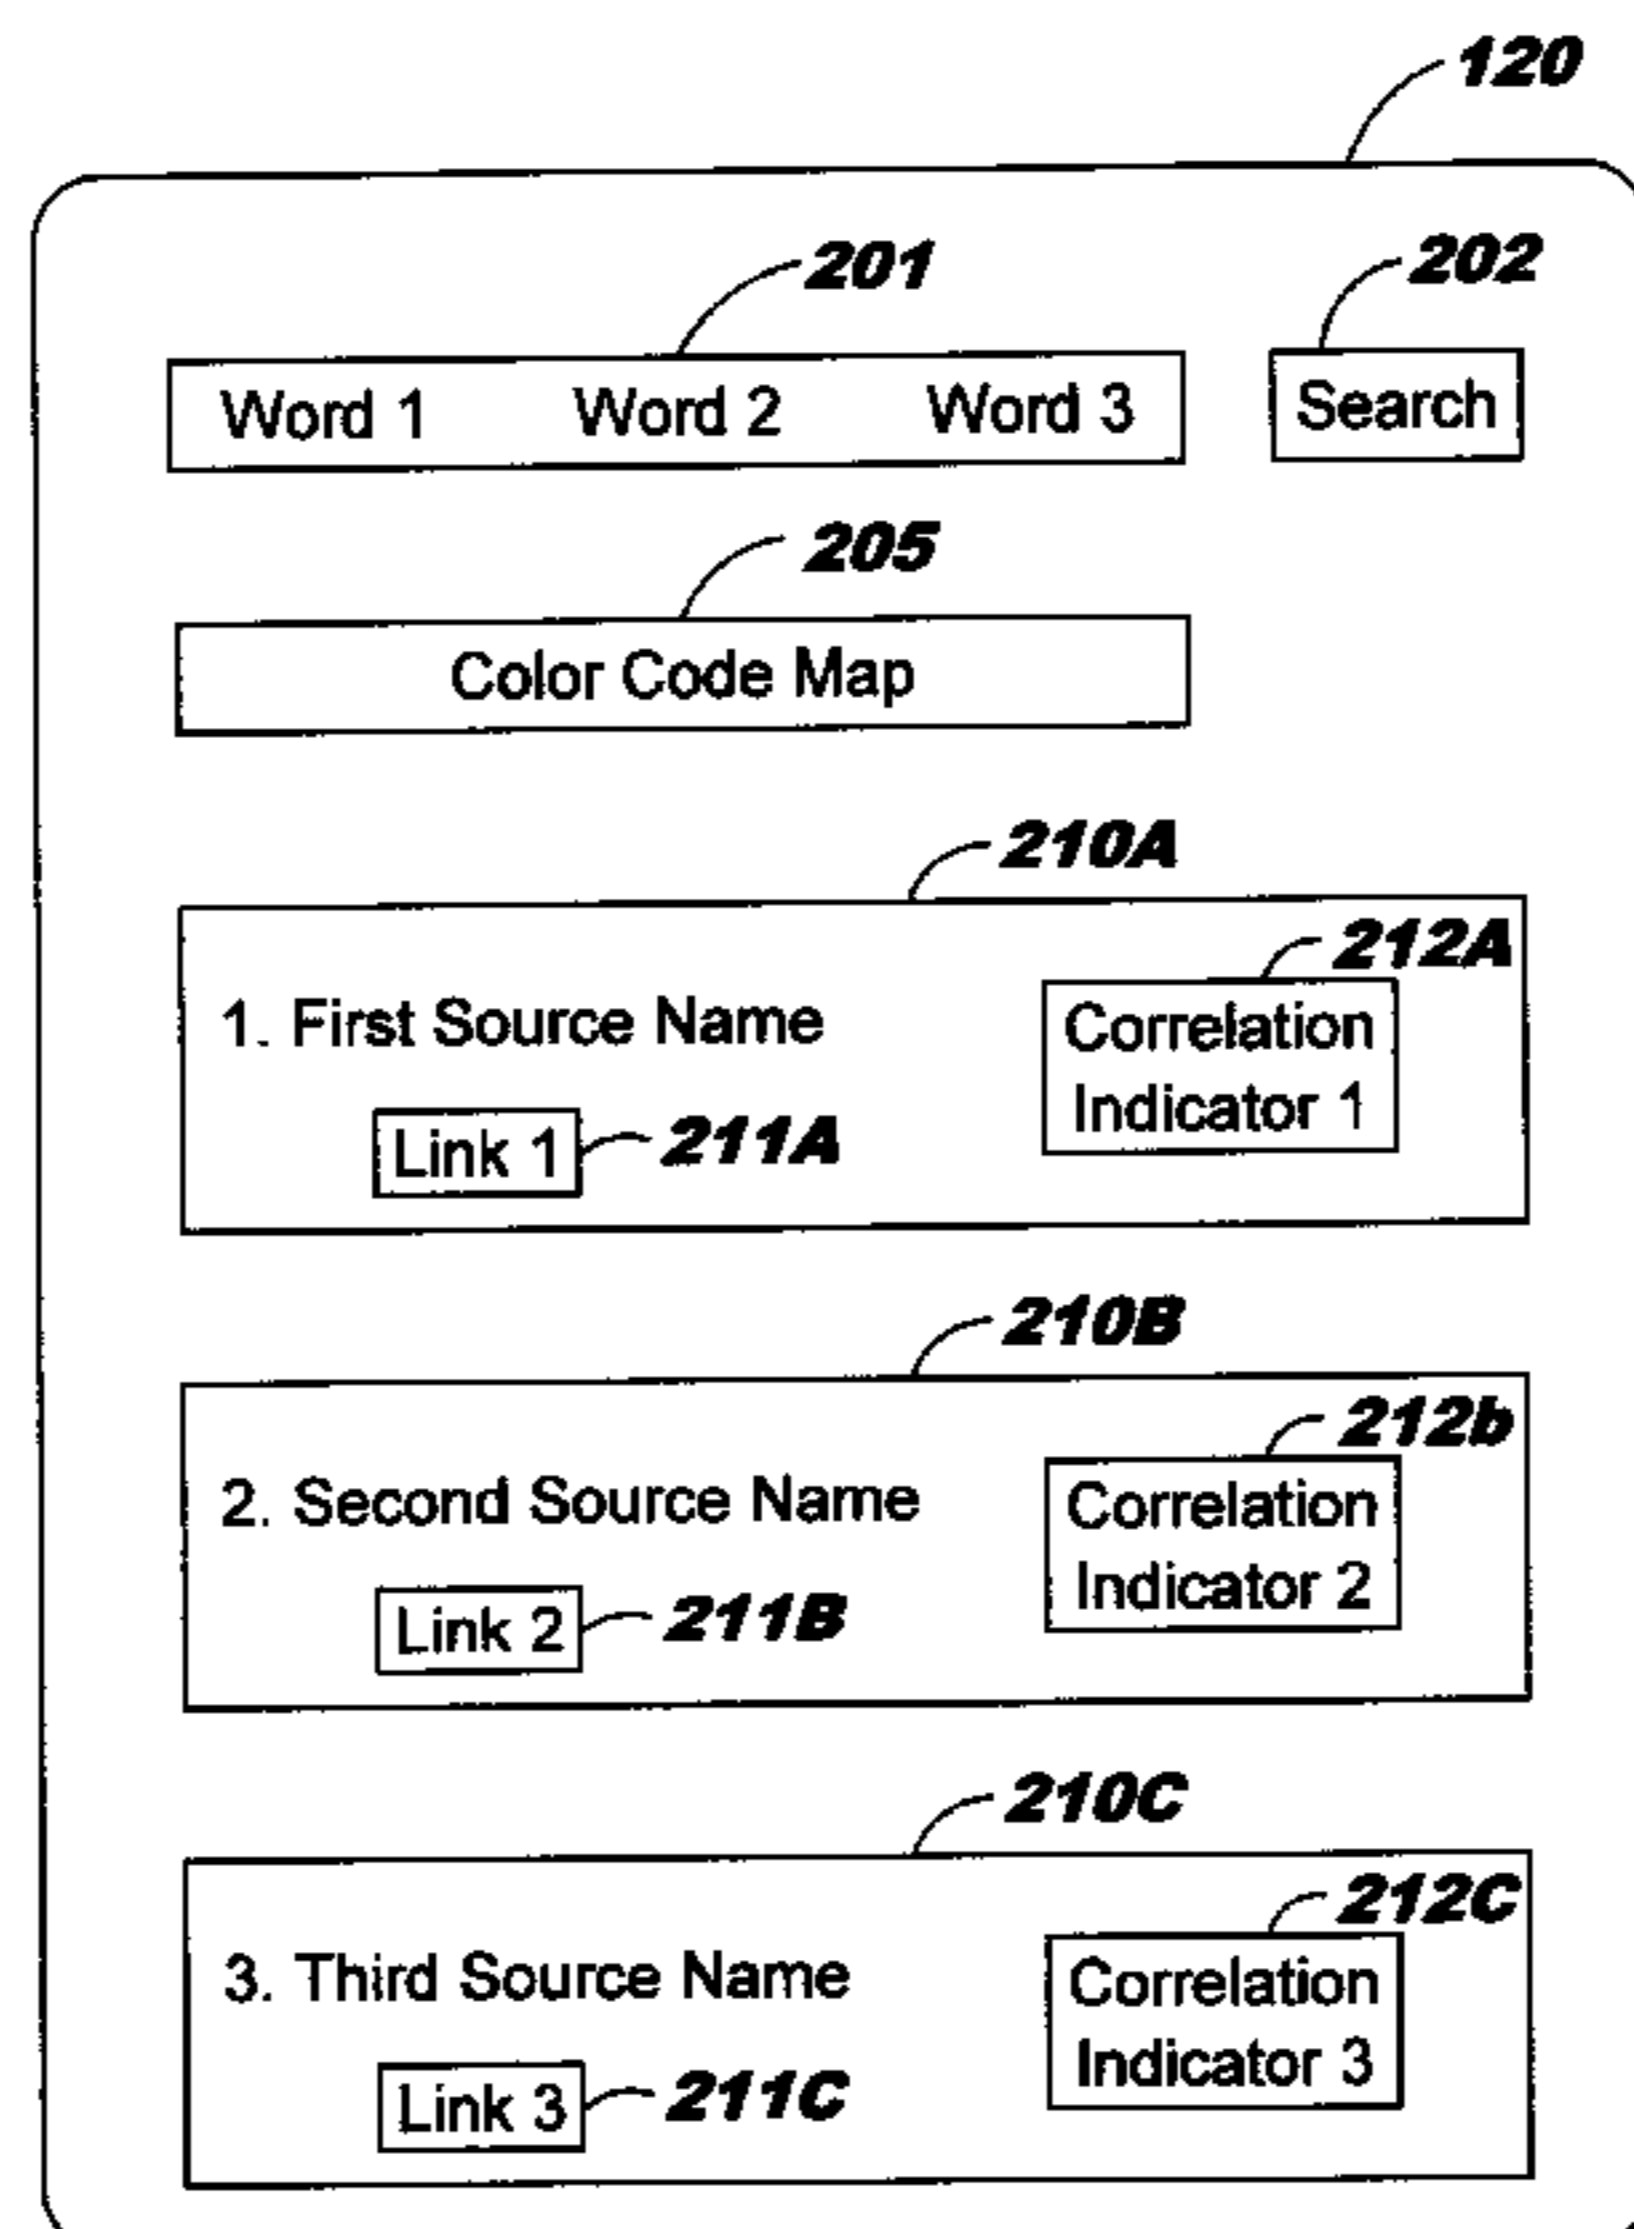 120
201
202
Word 1 Word 2 Word 3
Search
205
Color Code Map
210A
212A
1. First Source Name
Correlation
Indicator 1
Link 1
211A
210B
212b
2. Second Source Name
Correlation
Indicator 2
Link 2
211B
210C
212C
3. Third Source Name
Correlation
Indicator 3
Link 3
211C